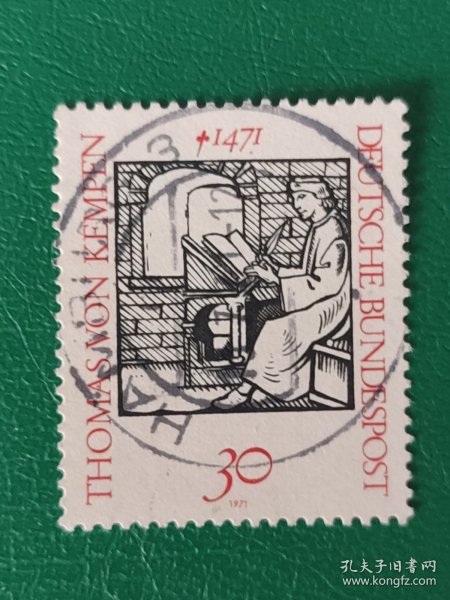 ✝1471
THOMAS VON KEMPEN
DEUTSCHE BUNDESPOST
30
1971
孔夫子旧书网
www.kongfz.com